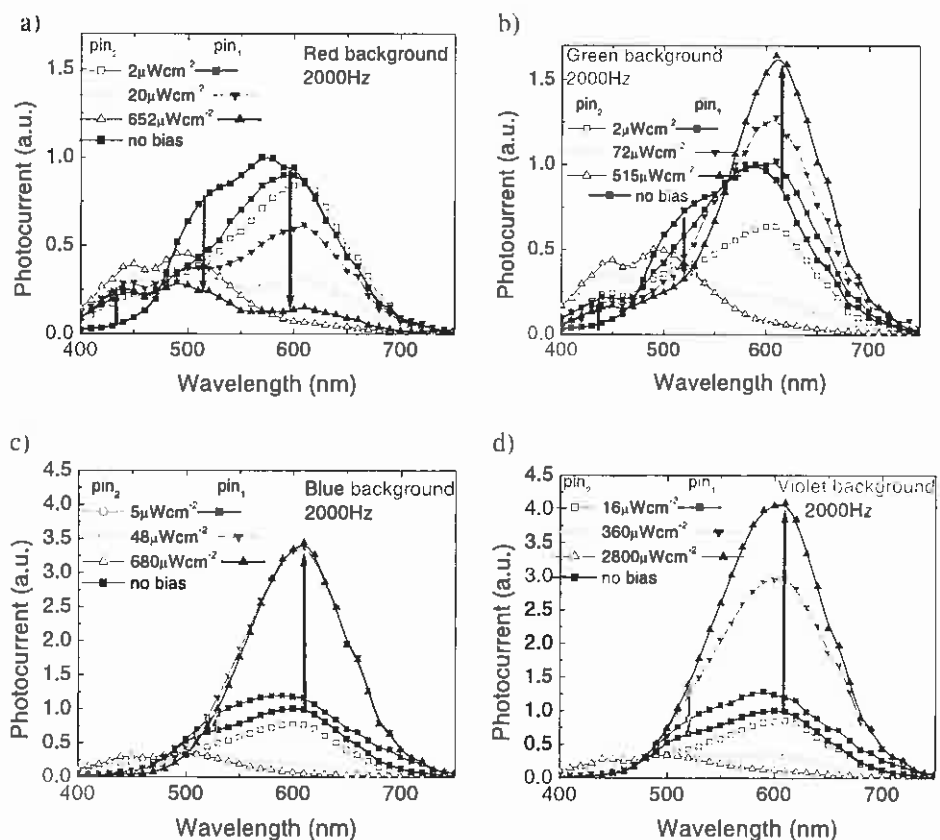 a)
pin₂ pin₁
2μWcm⁻²
20μWcm⁻²
652μWcm⁻²
no bias
Red background
2000Hz
1.5
1.0
0.5
0.0
400 500 600 700
Photocurrent (a.u.)
Wavelength (nm)
b)
Green background
2000Hz
pin₂ pin₁
2μWcm²
72μWcm⁻²
515μWcm⁻²
no bias
1.5
1.0
0.5
0.0
400 500 600 700
Photocurrent (a.u.)
Wavelength (nm)
c)
pin₂ pin₁
5μWcm⁻²
48μWcm⁻²
680μWcm⁻²
no bias
Blue background
2000Hz
4.5
4.0
3.5
3.0
2.5
2.0
1.5
1.0
0.5
0.0
400 500 600 700
Photocurrent (a.u.)
Wavelength (nm)
d)
pin₂ pin₁
16μWcm⁻²
360μWcm⁻²
2800μWcm⁻²
no bias
Violet background
2000Hz
4.5
4.0
3.5
3.0
2.5
2.0
1.5
1.0
0.5
0.0
400 500 600 700
Photocurrent (a.u.)
Wavelength (nm)